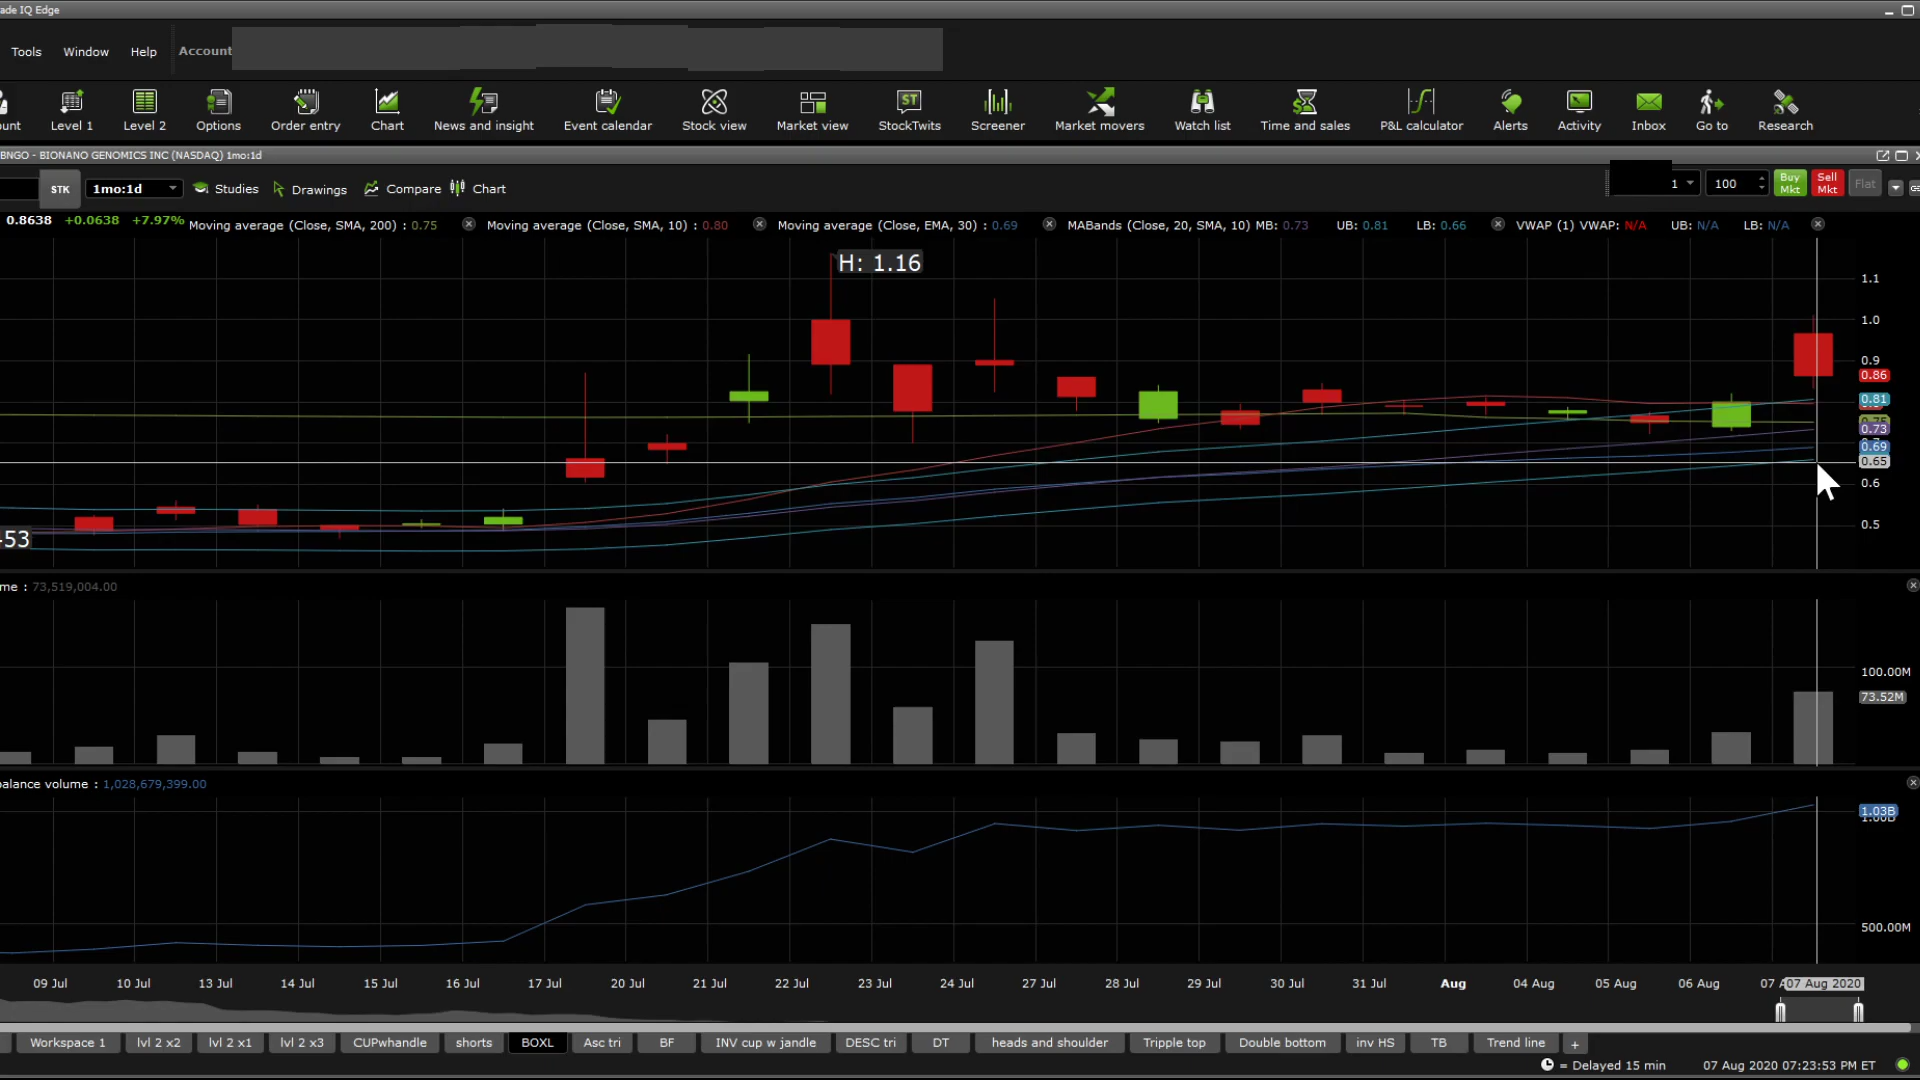 ade IQ Edge
Tools Window Help Account
unt Level 1 Level 2 Options Order entry Chart News and insight Event calendar Stock view Market view StockTwits Screener Market movers Watch list Time and sales P&L calculator Alerts Activity Inbox Go to Research
BNGO - BIONANO GENOMICS INC (NASDAQ) 1mo:1d
STK 1mo:1d Studies Drawings Compare Chart 1 100 Buy Mkt Sell Mkt Flat
0.8638 +0.0638 +7.97% Moving average (Close, SMA, 200) : 0.75 Moving average (Close, SMA, 10) : 0.80 Moving average (Close, EMA, 30) : 0.69 MABands (Close, 20, SMA, 10) MB: 0.73 UB: 0.81 LB: 0.66 VWAP (1) VWAP: N/A UB: N/A LB: N/A
H: 1.16
1.1
1.0
0.9
0.86
0.81
0.73
0.69
0.65
0.6
0.5
53
me : 73,519,004.00
100.00M
73.52M
balance volume : 1,028,679,399.00
1.03B
500.00M
09 Jul 10 Jul 13 Jul 14 Jul 15 Jul 16 Jul 17 Jul 20 Jul 21 Jul 22 Jul 23 Jul 24 Jul 27 Jul 28 Jul 29 Jul 30 Jul 31 Jul Aug 04 Aug 05 Aug 06 Aug 07 A 07 Aug 2020
Workspace 1 lvl 2 x2 lvl 2 x1 lvl 2 x3 CUPwhandle shorts BOXL Asc tri BF INV cup w jandle DESC tri DT heads and shoulder Tripple top Double bottom inv HS TB Trend line +
= Delayed 15 min 07 Aug 2020 07:23:53 PM ET